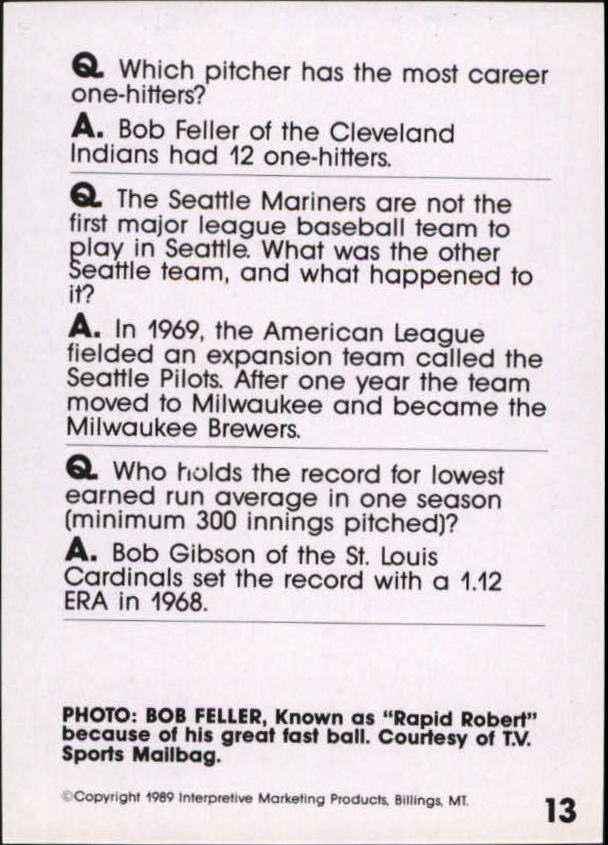 Q. Which pitcher has the most career
one-hitters?
A. Bob Feller of the Cleveland
Indians had 12 one-hitters.
Q. The Seattle Mariners are not the
first major league baseball team to
play in Seattle. What was the other
Seattle team, and what happened to
it?
A. In 1969, the American League
fielded an expansion team called the
Seattle Pilots. After one year the team
moved to Milwaukee and became the
Milwaukee Brewers.
Q. Who holds the record for lowest
earned run average in one season
(minimum 300 innings pitched)?
A. Bob Gibson of the St. Louis
Cardinals set the record with a 1.12
ERA in 1968.
PHOTO: BOB FELLER, Known as "Rapid Robert"
because of his great fast ball. Courtesy of T.V.
Sports Mailbag.
©Copyright 1989 Interpretive Marketing Products, Billings, MT.
13